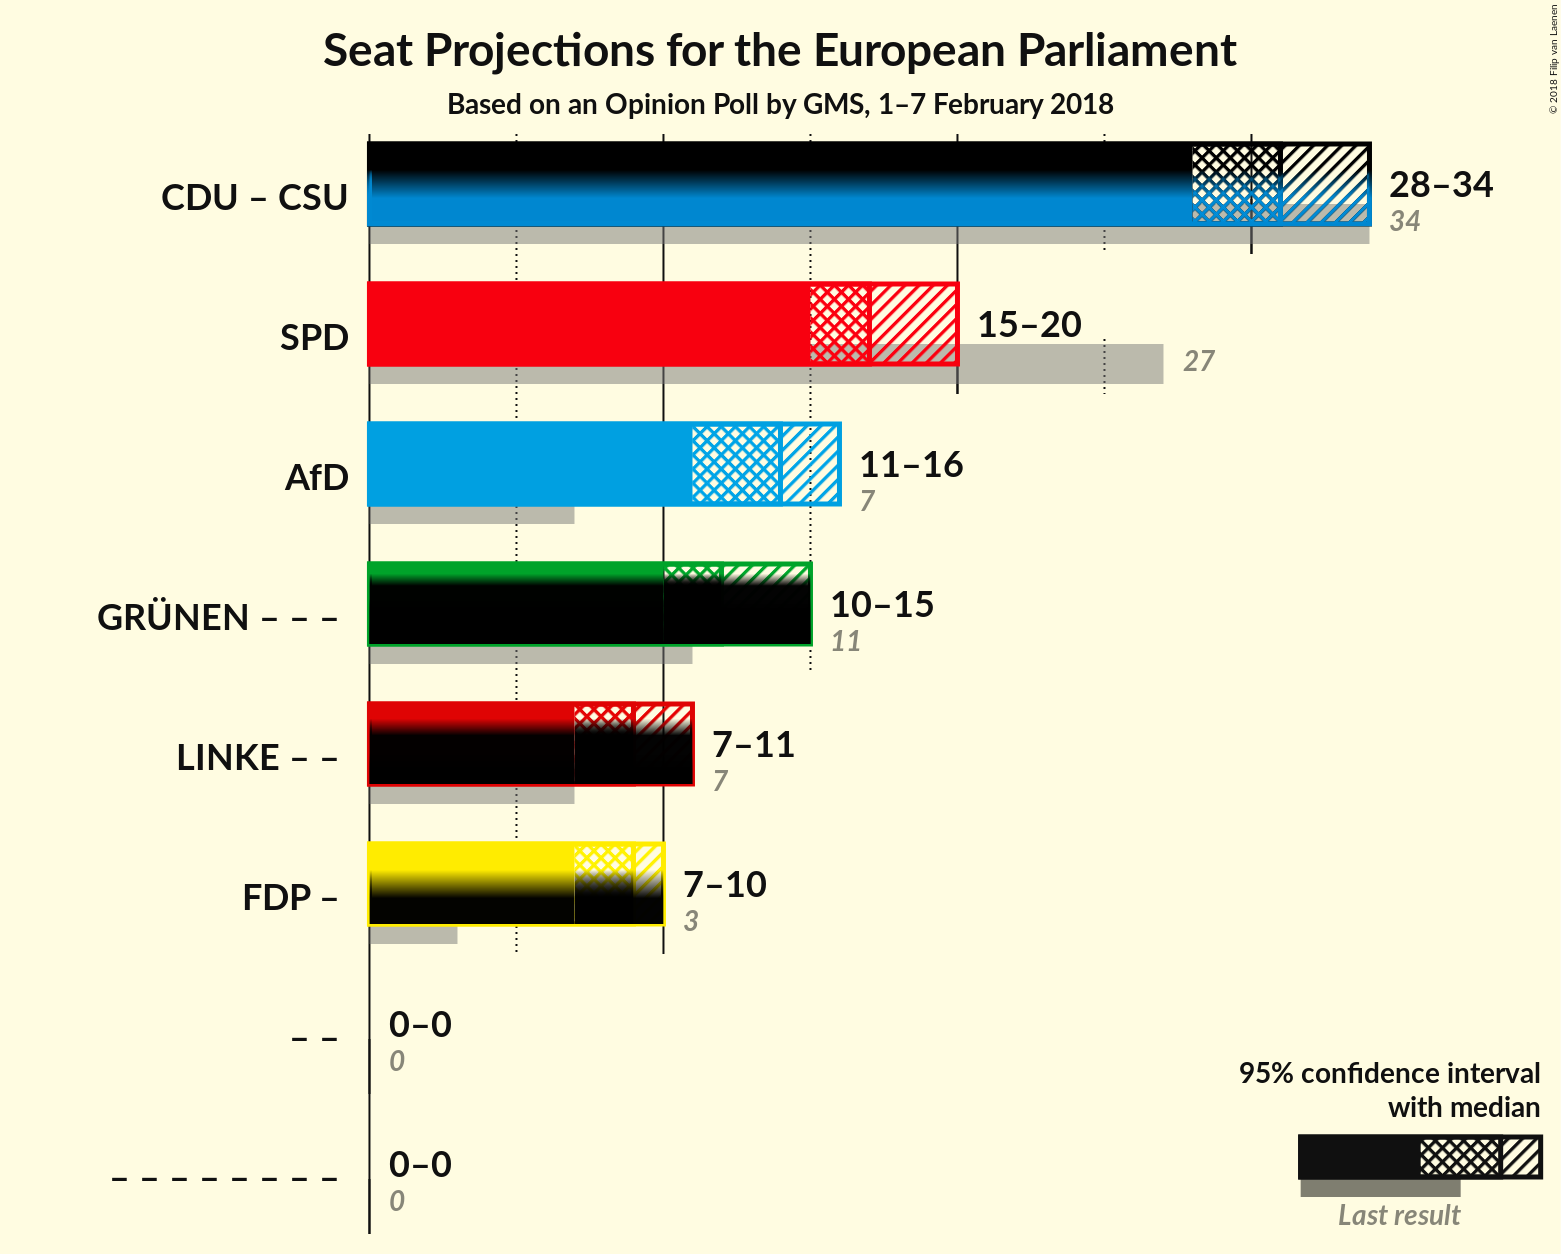 Seat Projections for the European Parliament
Based on an Opinion Poll by GMS, 1–7 February 2018
© 2018 Filip van Laenen
CDU – CSU
28–34
34
SPD
15–20
27
AfD
11–16
7
GRÜNEN – – –
10–15
11
LINKE – –
7–11
7
FDP –
7–10
3
– –
0–0
0
– – – – – – – –
0–0
0
95% confidence interval
with median
Last result